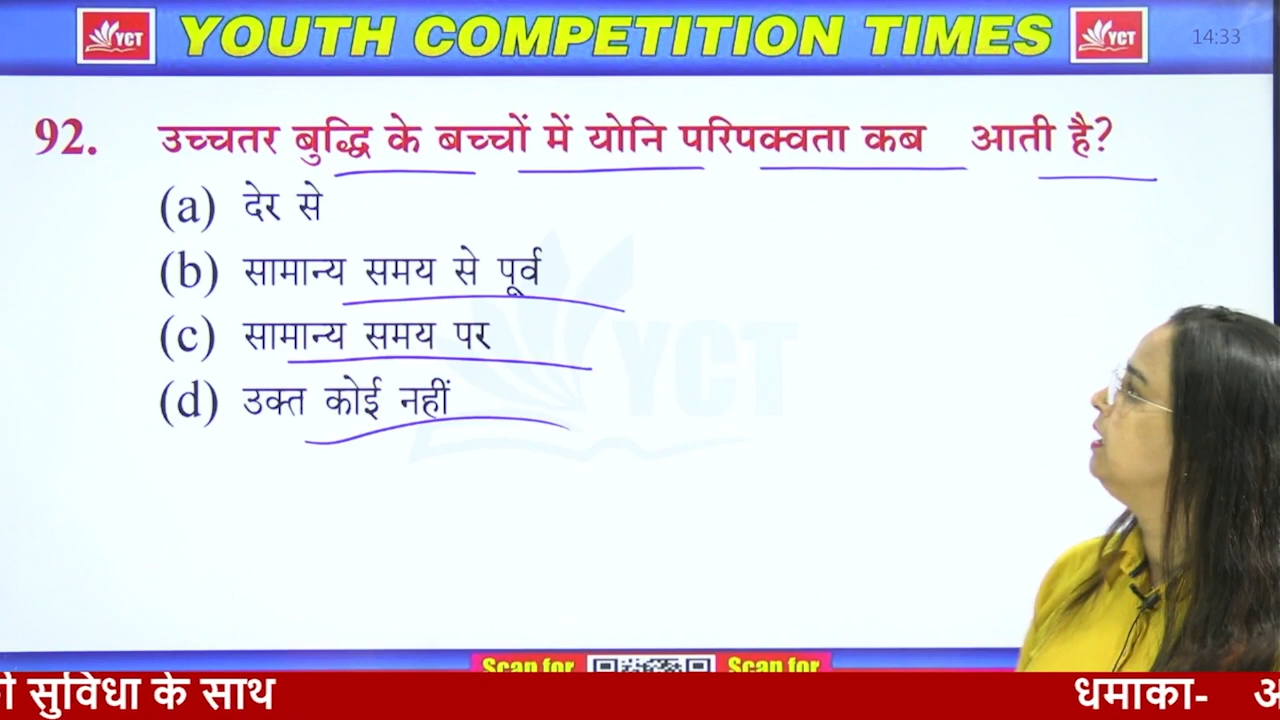 YCT YOUTH COMPETITION TIMES YCT 14:33
92. उच्चतर बुद्धि के बच्चों में योनि परिपक्वता कब आती है?
(a) देर से
(b) सामान्य समय से पूर्व
(c) सामान्य समय पर
(d) उक्त कोई नहीं
YCT
Scan for Scan for
सुविधा के साथ धमाका-